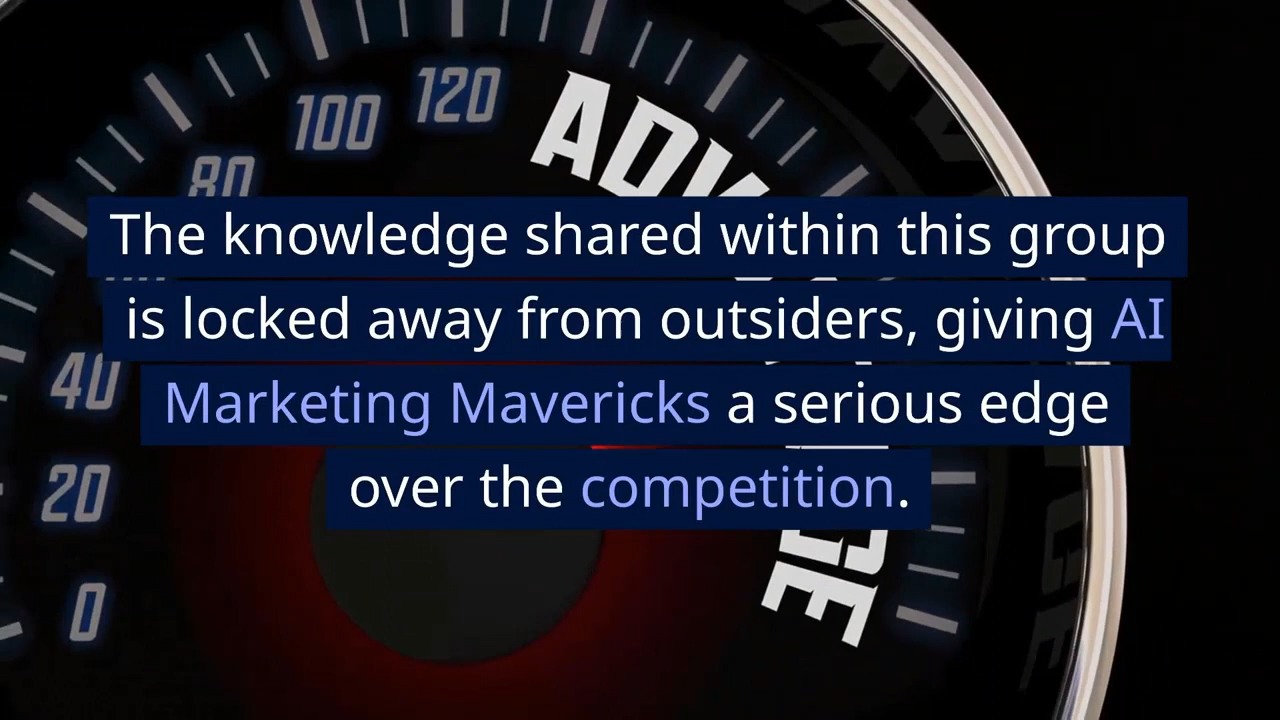 120
100
80
The knowledge shared within this group
is locked away from outsiders, giving AI
Marketing Mavericks a serious edge
over the competition.
40
20
0